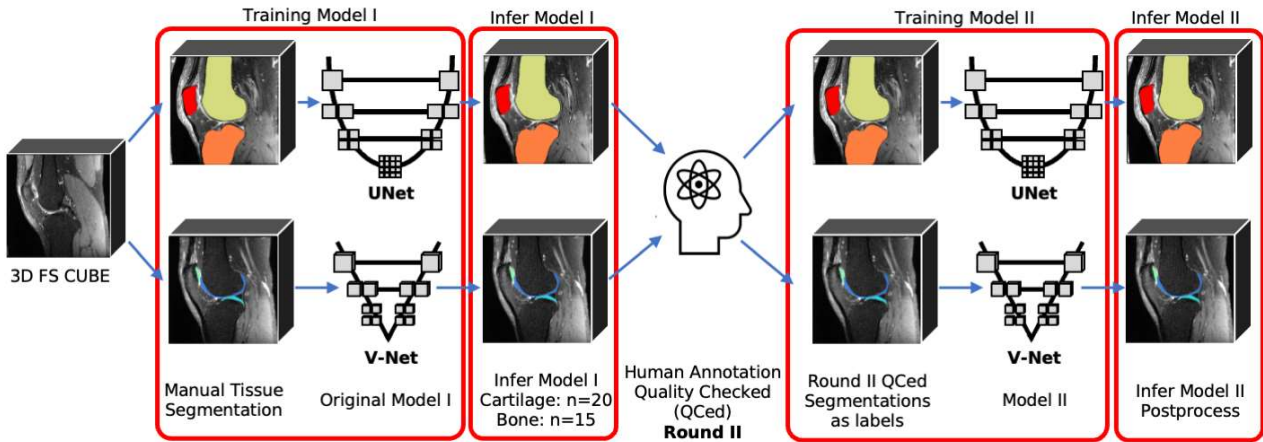 Training Model I
Infer Model I
Training Model II
Infer Model II
3D FS CUBE
UNet
UNet
V-Net
V-Net
Manual Tissue
Segmentation
Original Model I
Infer Model I
Cartilage: n=20
Bone: n=15
Human Annotation
Quality Checked
(QCed)
Round II
Round II QCed
Segmentations
as labels
Model II
Infer Model II
Postprocess